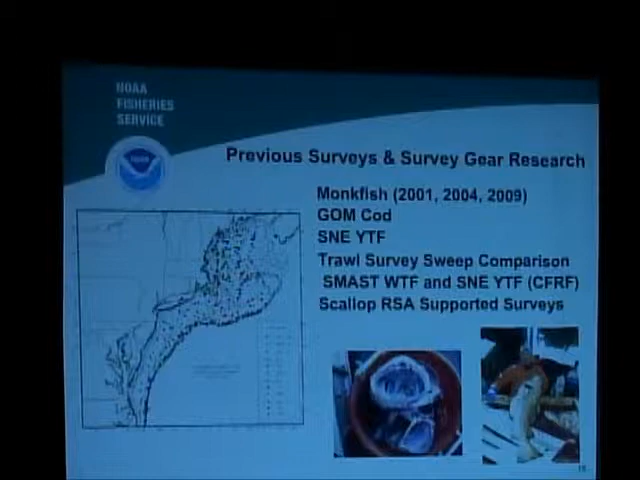 NOAA
FISHERIES
SERVICE
Previous Surveys & Survey Gear Research
Monkfish (2001, 2004, 2009)
GOM Cod
SNE YTF
Trawl Survey Sweep Comparison
SMAST WTF and SNE YTF (CFRF)
Scallop RSA Supported Surveys